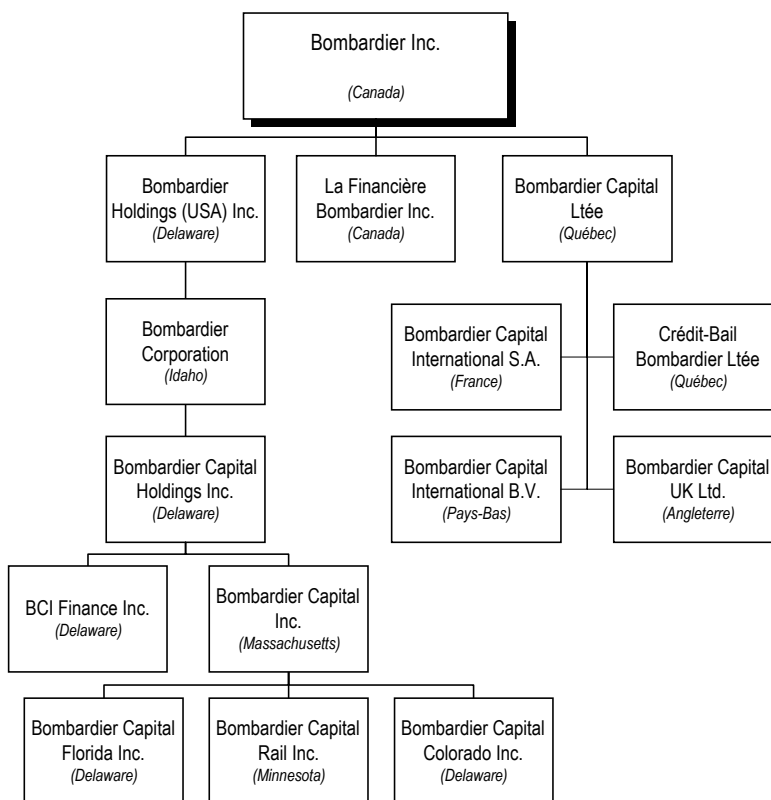 Bombardier Inc.
(Canada)
Bombardier
Holdings (USA) Inc.
(Delaware)
La Financière
Bombardier Inc.
(Canada)
Bombardier Capital
Ltée
(Québec)
Bombardier
Corporation
(Idaho)
Bombardier Capital
International S.A.
(France)
Crédit-Bail
Bombardier Ltée
(Québec)
Bombardier Capital
Holdings Inc.
(Delaware)
Bombardier Capital
International B.V.
(Pays-Bas)
Bombardier Capital
UK Ltd.
(Angleterre)
BCI Finance Inc.
(Delaware)
Bombardier Capital
Inc.
(Massachusetts)
Bombardier Capital
Florida Inc.
(Delaware)
Bombardier Capital
Rail Inc.
(Minnesota)
Bombardier Capital
Colorado Inc.
(Delaware)